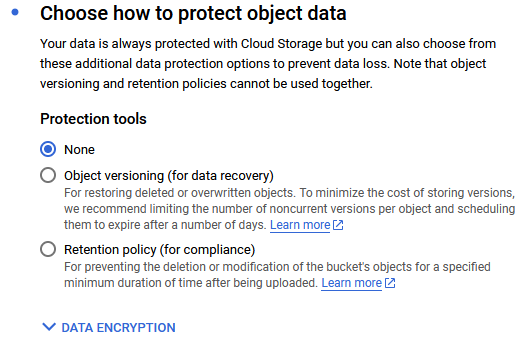 Choose how to protect object data
Your data is always protected with Cloud Storage but you can also choose from
these additional data protection options to prevent data loss. Note that object
versioning and retention policies cannot be used together.
Protection tools
None
Object versioning (for data recovery)
For restoring deleted or overwritten objects. To minimize the cost of storing versions,
we recommend limiting the number of noncurrent versions per object and scheduling
them to expire after a number of days. Learn more
Retention policy (for compliance)
For preventing the deletion or modification of the bucket's objects for a specified
minimum duration of time after being uploaded. Learn more
DATA ENCRYPTION